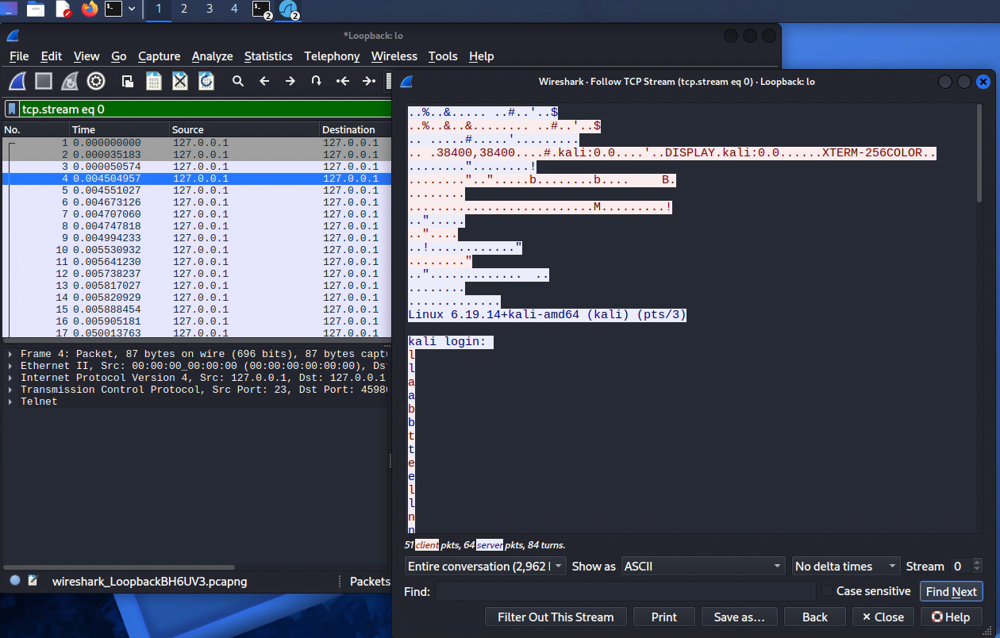 1 2 3 4 2 2
*Loopback: lo
File Edit View Go Capture Analyze Statistics Telephony Wireless Tools Help
tcp.stream eq 0
No. Time Source Destination
1 0.000000000 127.0.0.1 127.0.0.1
2 0.000035183 127.0.0.1 127.0.0.1
3 0.000050574 127.0.0.1 127.0.0.1
4 0.004504957 127.0.0.1 127.0.0.1
5 0.004551027 127.0.0.1 127.0.0.1
6 0.004673126 127.0.0.1 127.0.0.1
7 0.004707060 127.0.0.1 127.0.0.1
8 0.004747818 127.0.0.1 127.0.0.1
9 0.004994233 127.0.0.1 127.0.0.1
10 0.005530932 127.0.0.1 127.0.0.1
11 0.005641230 127.0.0.1 127.0.0.1
12 0.005738237 127.0.0.1 127.0.0.1
13 0.005817027 127.0.0.1 127.0.0.1
14 0.005820929 127.0.0.1 127.0.0.1
15 0.005888454 127.0.0.1 127.0.0.1
16 0.005905181 127.0.0.1 127.0.0.1
17 0.050013763 127.0.0.1 127.0.0.1
Frame 4: Packet, 87 bytes on wire (696 bits), 87 bytes captu
Ethernet II, Src: 00:00:00_00:00:00 (00:00:00:00:00:00), Ds
Internet Protocol Version 4, Src: 127.0.0.1, Dst: 127.0.0.1
Transmission Control Protocol, Src Port: 23, Dst Port: 4598
Telnet
wireshark_LoopbackBH6UV3.pcapng Packets
Wireshark · Follow TCP Stream (tcp.stream eq 0) · Loopback: lo
..%..&..... ..#..'..$
..%..&..&........ ..#..'..$
.. .....#.....'.........
.. .38400,38400....#.kali:0.0....'..DISPLAY.kali:0.0......XTERM-256COLOR..
........"........!
........"..".....b........b.... B.
........
..........................M.........!
..".....
.."....
..!............"
........"
.."............. ..
........
.............
Linux 6.19.14+kali-amd64 (kali) (pts/3)
kali login:
l
l
a
a
b
b
t
t
e
e
l
l
n
n
51 client pkts, 64 server pkts, 84 turns.
Entire conversation (2,962 Show as ASCII No delta times Stream 0
Find: Case sensitive Find Next
Filter Out This Stream Print Save as… Back Close Help